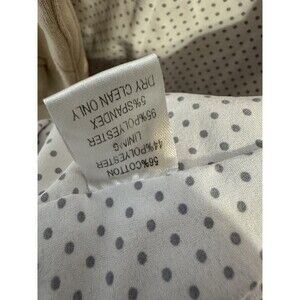 56%COTTON
44%POLYESTER
LINING
95%POLYESTER
5%SPANDEX
DRY CLEAN ONLY